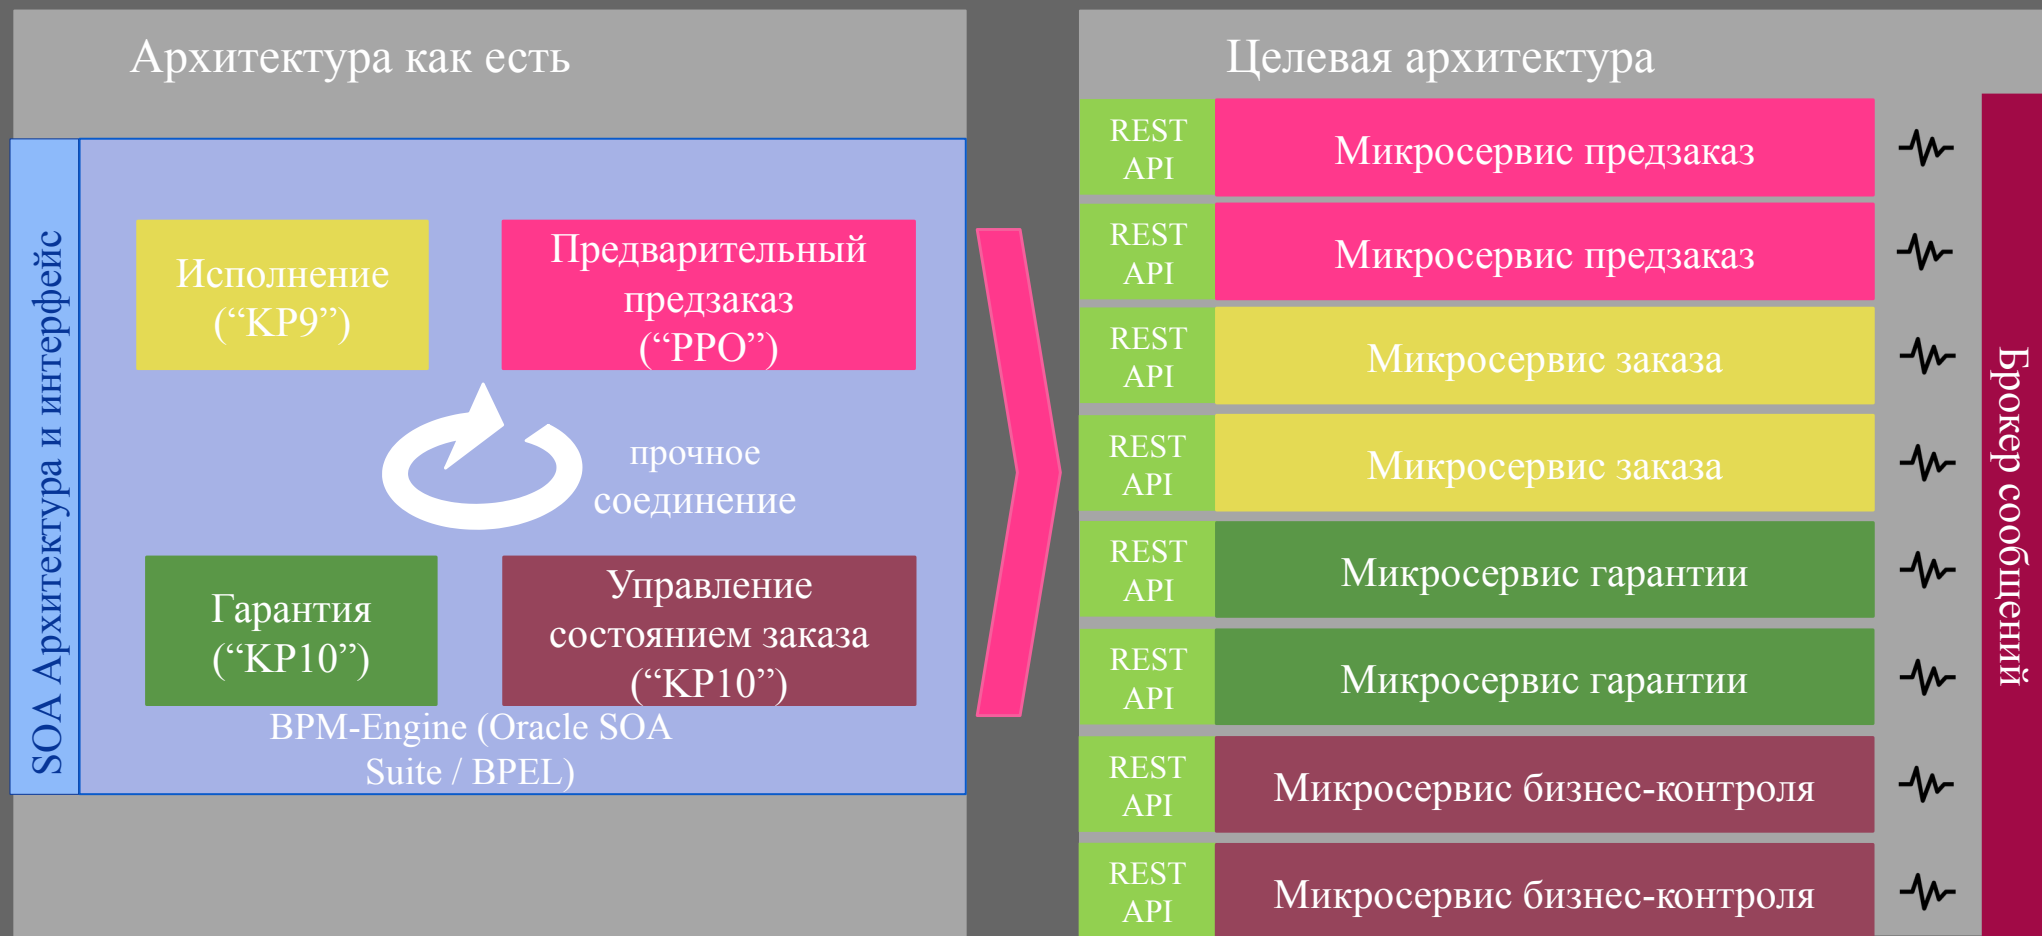 Архитектура как есть
SOA Архитектура и интерфейс
Исполнение
(“KP9”)
Предварительный
предзаказ
(“PPO”)
прочное
соединение
Гарантия
(“KP10”)
Управление
состоянием заказа
(“KP10”)
BPM-Engine (Oracle SOA
Suite / BPEL)
Целевая архитектура
REST
API
Микросервис предзаказ
REST
API
Микросервис предзаказ
REST
API
Микросервис заказа
REST
API
Микросервис заказа
REST
API
Микросервис гарантии
REST
API
Микросервис гарантии
REST
API
Микросервис бизнес-контроля
REST
API
Микросервис бизнес-контроля
Брокер сообщений